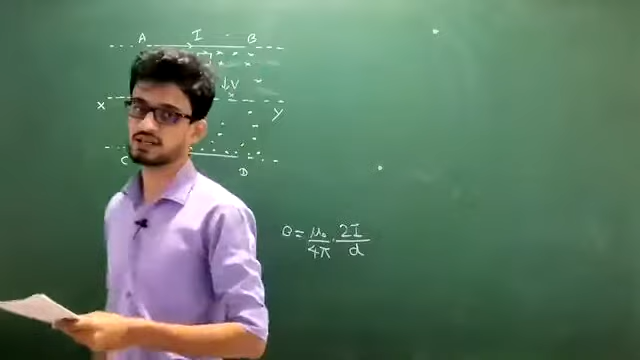 A I B
V
X Y
C D
B = μ₀/4π · 2I/d